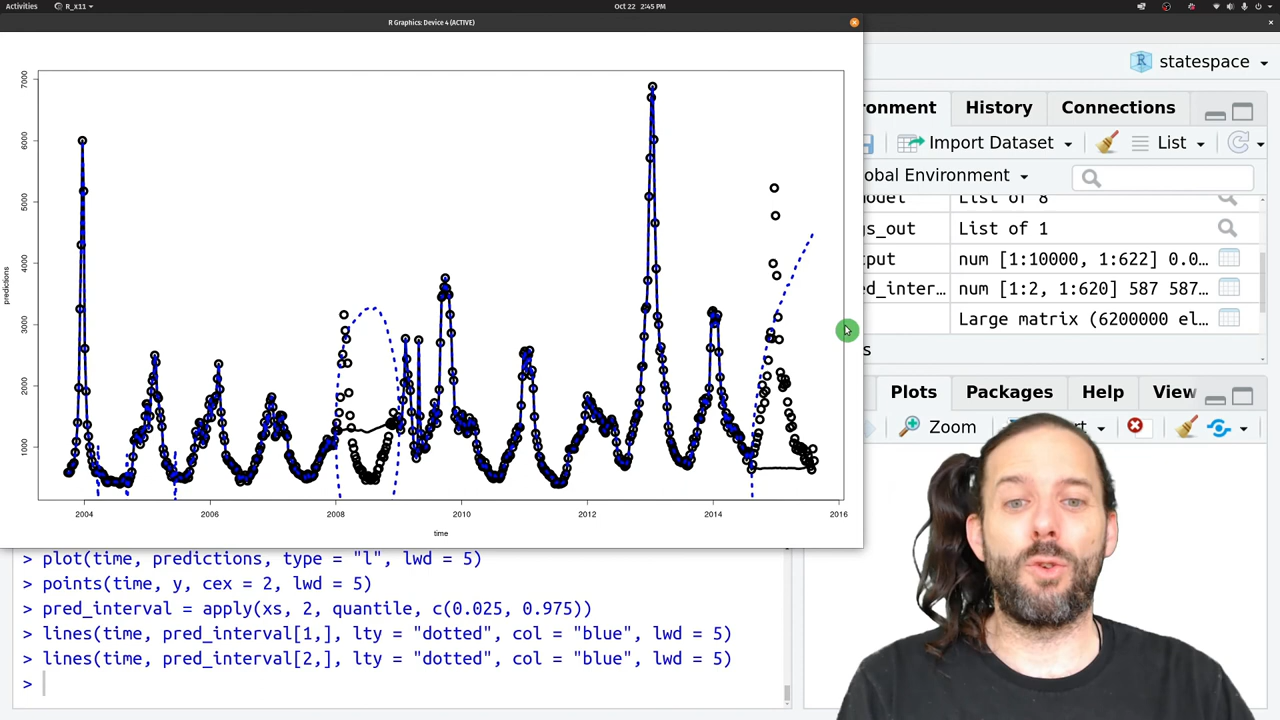 Activities
R_x11
Oct 22 2:45 PM
R Graphics: Device 4 (ACTIVE)
statespace
ronment
History
Connections
Import Dataset
List
obal Environment
odel
List of 8
gs_out
List of 1
put
num [1:10000, 1:622] 0.0…
ed_inter…
num [1:2, 1:620] 587 587…
Large matrix (6200000 el…
s
Plots
Packages
Help
View
Zoom
7000
6000
5000
4000
3000
2000
1000
predictions
2004
2006
2008
2010
2012
2014
2016
time
> plot(time, predictions, type = "l", lwd = 5)
> points(time, y, cex = 2, lwd = 5)
> pred_interval = apply(xs, 2, quantile, c(0.025, 0.975))
> lines(time, pred_interval[1,], lty = "dotted", col = "blue", lwd = 5)
> lines(time, pred_interval[2,], lty = "dotted", col = "blue", lwd = 5)
>